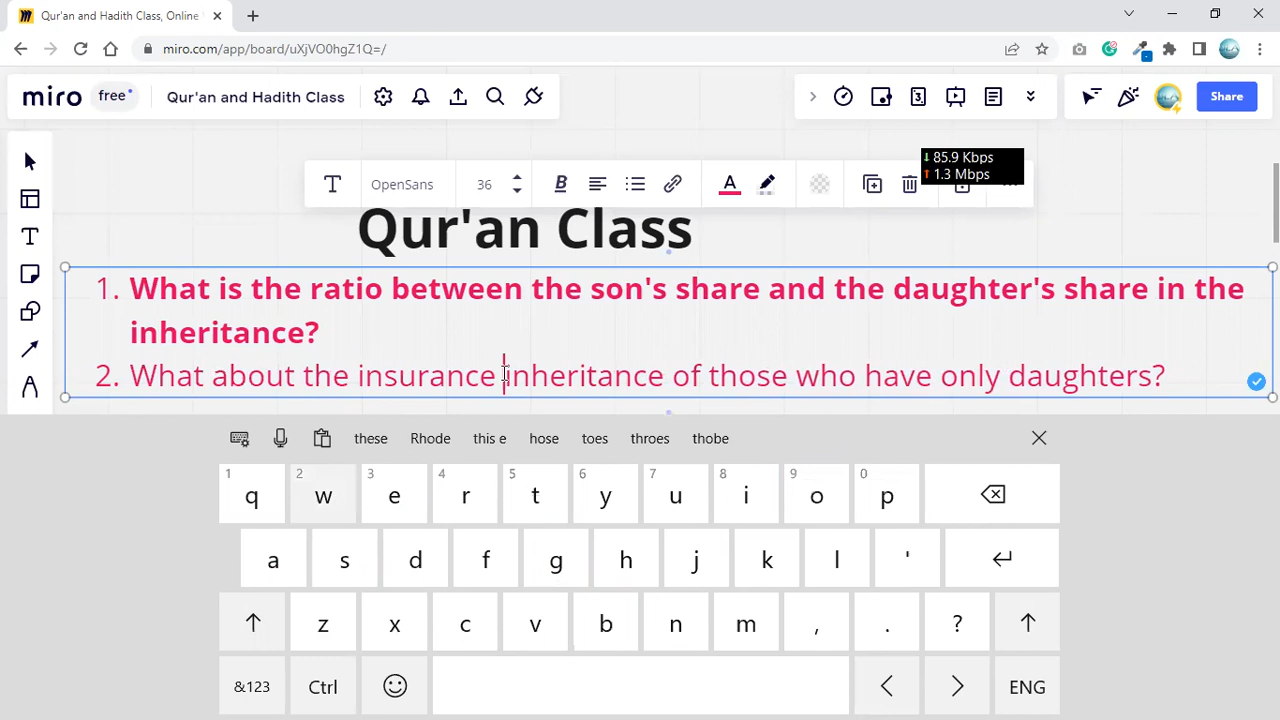 Qur'an and Hadith Class, Online
miro.com/app/board/uXjVO0hgZ1Q=/
miro free Qur'an and Hadith Class Share
↓ 85.9 Kbps
↑ 1.3 Mbps
OpenSans 36 B A
Qur'an Class
1. What is the ratio between the son's share and the daughter's share in the
inheritance?
2. What about the insurance inheritance of those who have only daughters?
these Rhode this e hose toes throes thobe
1 2 3 4 5 6 7 8 9 0
q w e r t y u i o p
a s d f g h j k l '
z x c v b n m , . ?
&123 Ctrl ENG